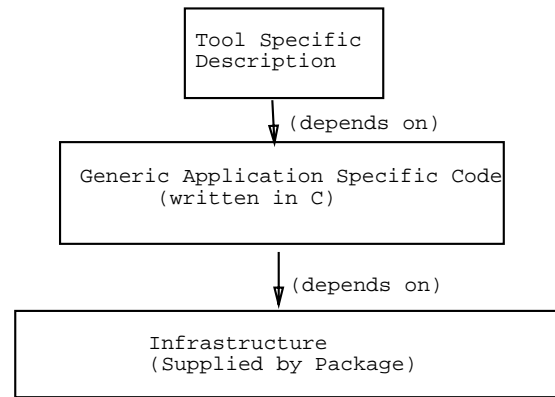 Tool Specific
Description
(depends on)
Generic Application Specific Code
(written in C)
(depends on)
Infrastructure
(Supplied by Package)